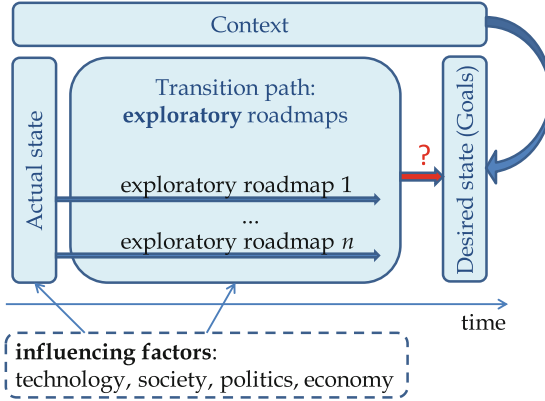 Context
Transition path:
exploratory roadmaps
Actual state
exploratory roadmap 1
...
exploratory roadmap n
?
Desired state (Goals)
time
influencing factors:
technology, society, politics, economy